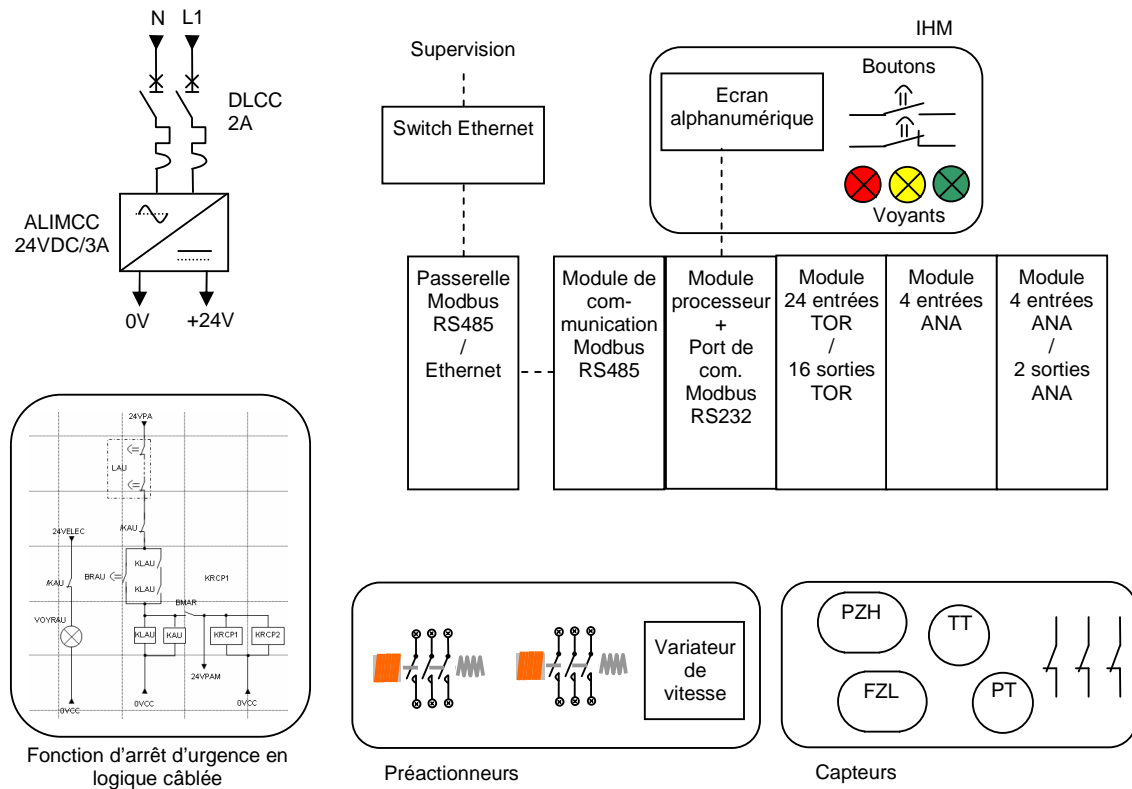 N L1
DLCC
2A
ALIMCC
24VDC/3A
0V
+24V
Supervision
Switch Ethernet
IHM
Ecran
alphanumérique
Boutons
Voyants
Passerelle
Modbus
RS485
/
Ethernet
Module de
com-
munication
Modbus
RS485
Module
processeur
+
Port de
com.
Modbus
RS232
Module
24 entrées
TOR
/
16 sorties
TOR
Module
4 entrées
ANA
Module
4 entrées
ANA
/
2 sorties
ANA
24VPA
LAU
/KAU
24VELEC
KLAU
BRAU
KRCP1
/KAU
KLAU
BMAR
VOYRAU
KLAU
KAU
KRCP1
KRCP2
24VPAM
0VCC
0VCC
0VCC
Fonction d'arrêt d'urgence en
logique câblée
Variateur
de
vitesse
Préactionneurs
PZH
TT
FZL
PT
Capteurs